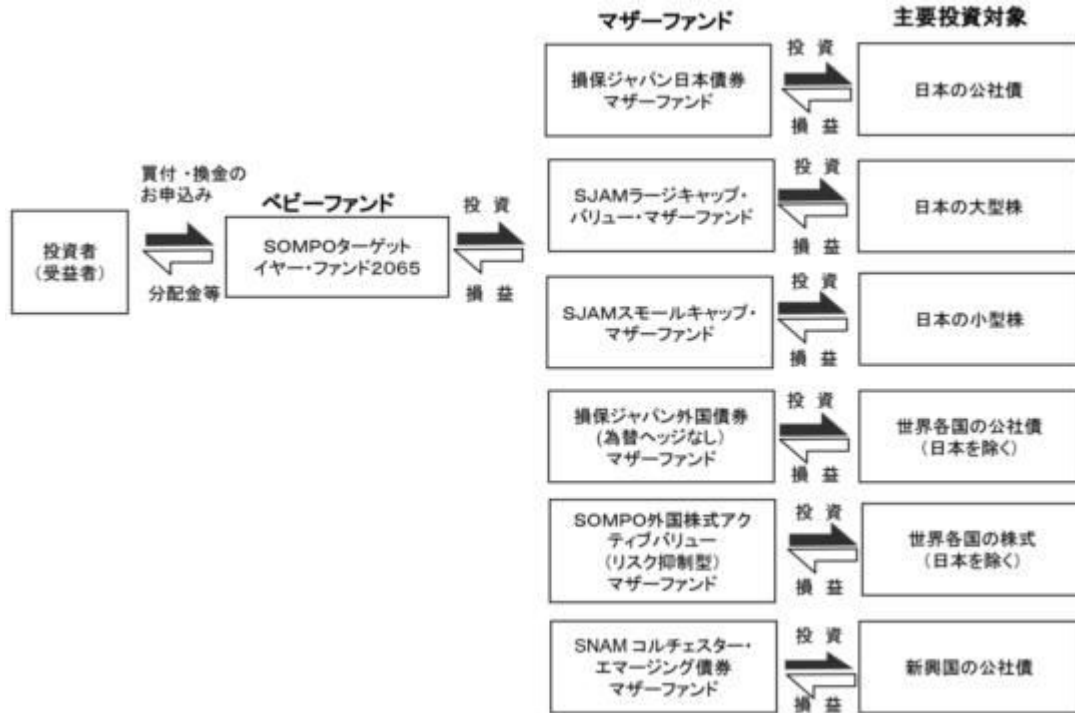 マザーファンド
主要投資対象
投 資
損保ジャパン日本債券
マザーファンド
日本の公社債
損 益
買付・換金の
お申込み
ベビーファンド
投 資
投 資
SJAMラージキャップ・
バリュー・マザーファンド
日本の大型株
損 益
投資者
(受益者)
SOMPOターゲット
イヤー・ファンド2065
分配金等
損 益
投 資
SJAMスモールキャップ・
マザーファンド
日本の小型株
損 益
投 資
損保ジャパン外国債券
(為替ヘッジなし)
マザーファンド
世界各国の公社債
(日本を除く)
損 益
投 資
SOMPO外国株式アク
ティブバリュー
(リスク抑制型)
マザーファンド
世界各国の株式
(日本を除く)
損 益
投 資
SNAM コルチェスター・
エマージング債券
マザーファンド
新興国の公社債
損 益